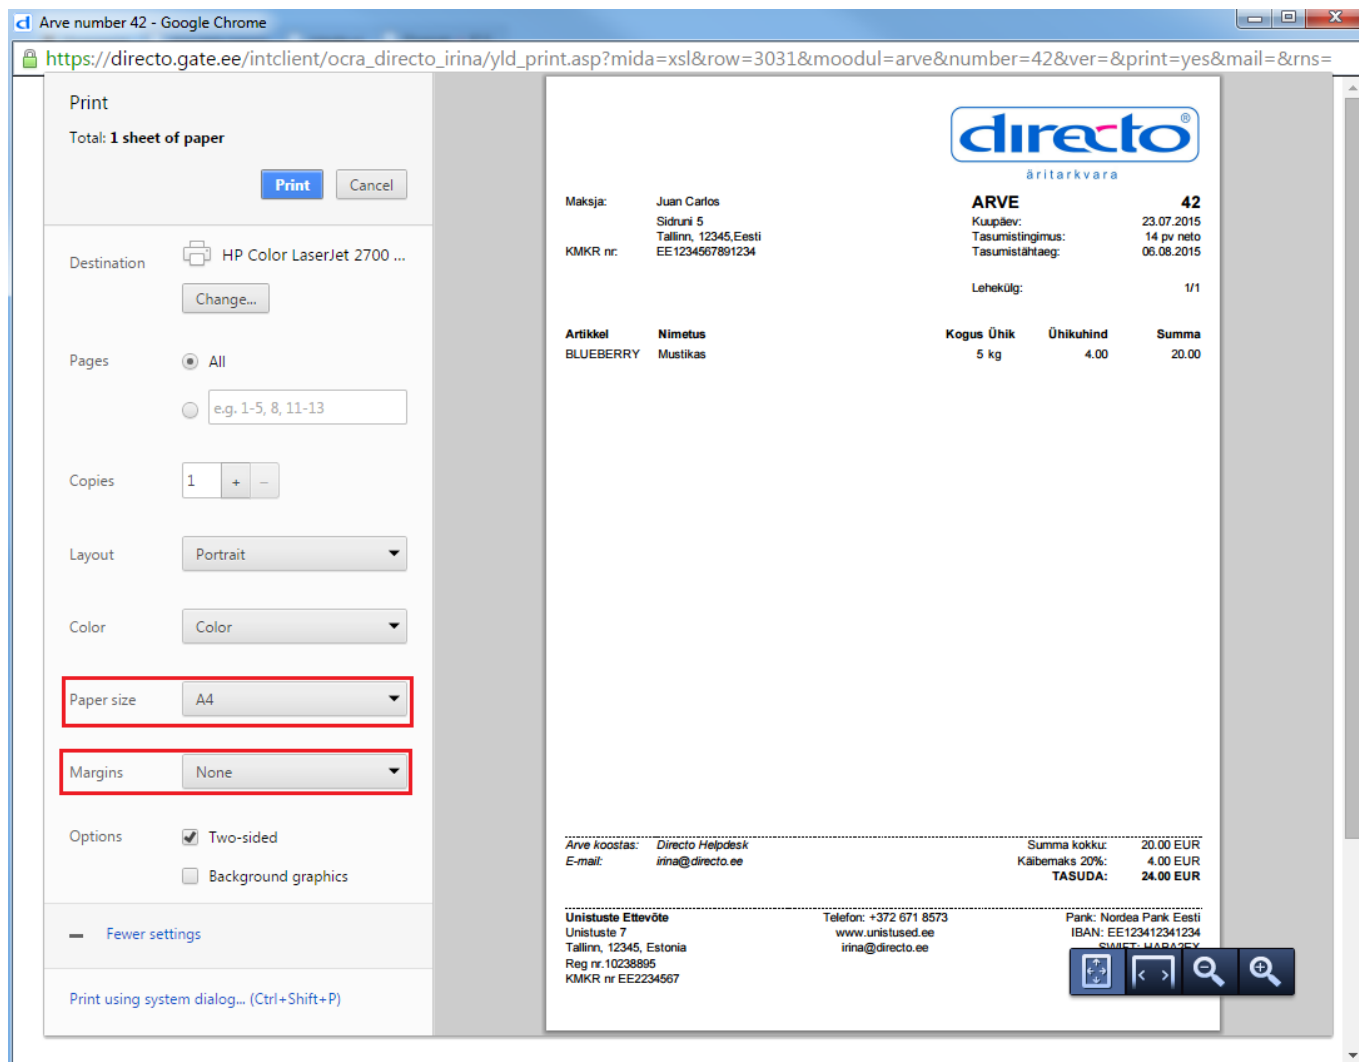 Arve number 42 - Google Chrome
https://directo.gate.ee/intclient/ocra_directo_irina/yld_print.asp?mida=xsl&row=3031&moodul=arve&number=42&ver=&print=yes&mail=&rns=
Print
Total: 1 sheet of paper
Print Cancel
Destination HP Color LaserJet 2700 ...
Change...
Pages All
e.g. 1-5, 8, 11-13
Copies 1 + –
Layout Portrait
Color Color
Paper size A4
Margins None
Options Two-sided
Background graphics
Fewer settings
Print using system dialog... (Ctrl+Shift+P)
directo®
äritarkvara
Maksja: Juan Carlos ARVE 42
Sidruni 5 Kuupäev: 23.07.2015
Tallinn, 12345,Eesti Tasumistingimus: 14 pv neto
KMKR nr: EE1234567891234 Tasumistähtaeg: 06.08.2015
Lehekülg: 1/1
Artikkel Nimetus Kogus Ühik Ühikuhind Summa
BLUEBERRY Mustikas 5 kg 4.00 20.00
Arve koostas: Directo Helpdesk Summa kokku: 20.00 EUR
E-mail: irina@directo.ee Käibemaks 20%: 4.00 EUR
TASUDA: 24.00 EUR
Unistuste Ettevõte Telefon: +372 671 8573 Pank: Nordea Pank Eesti
Unistuste 7 www.unistused.ee IBAN: EE123412341234
Tallinn, 12345, Estonia irina@directo.ee
Reg nr.10238895
KMKR nr EE2234567